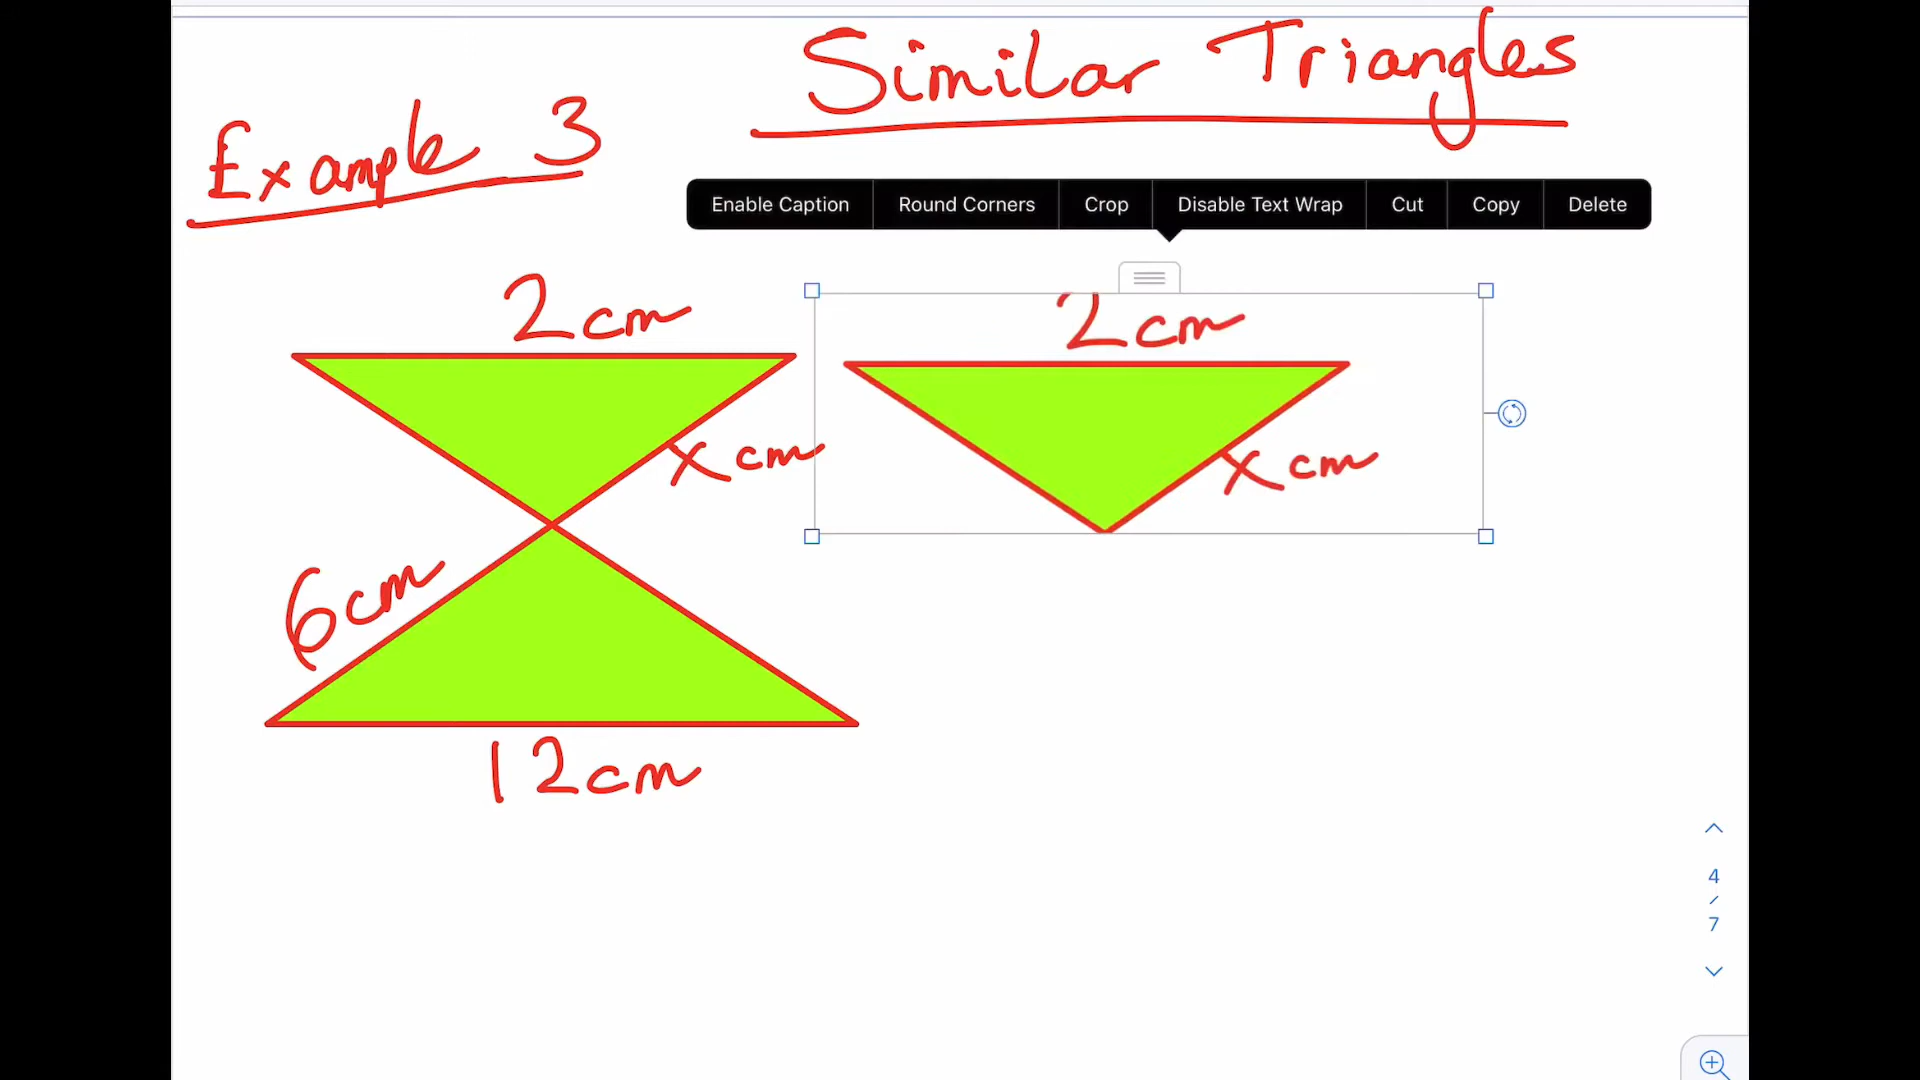 Similar Triangles
Example 3
Enable Caption Round Corners Crop Disable Text Wrap Cut Copy Delete
2cm
2cm
x cm
x cm
6cm
12cm
4
/
7